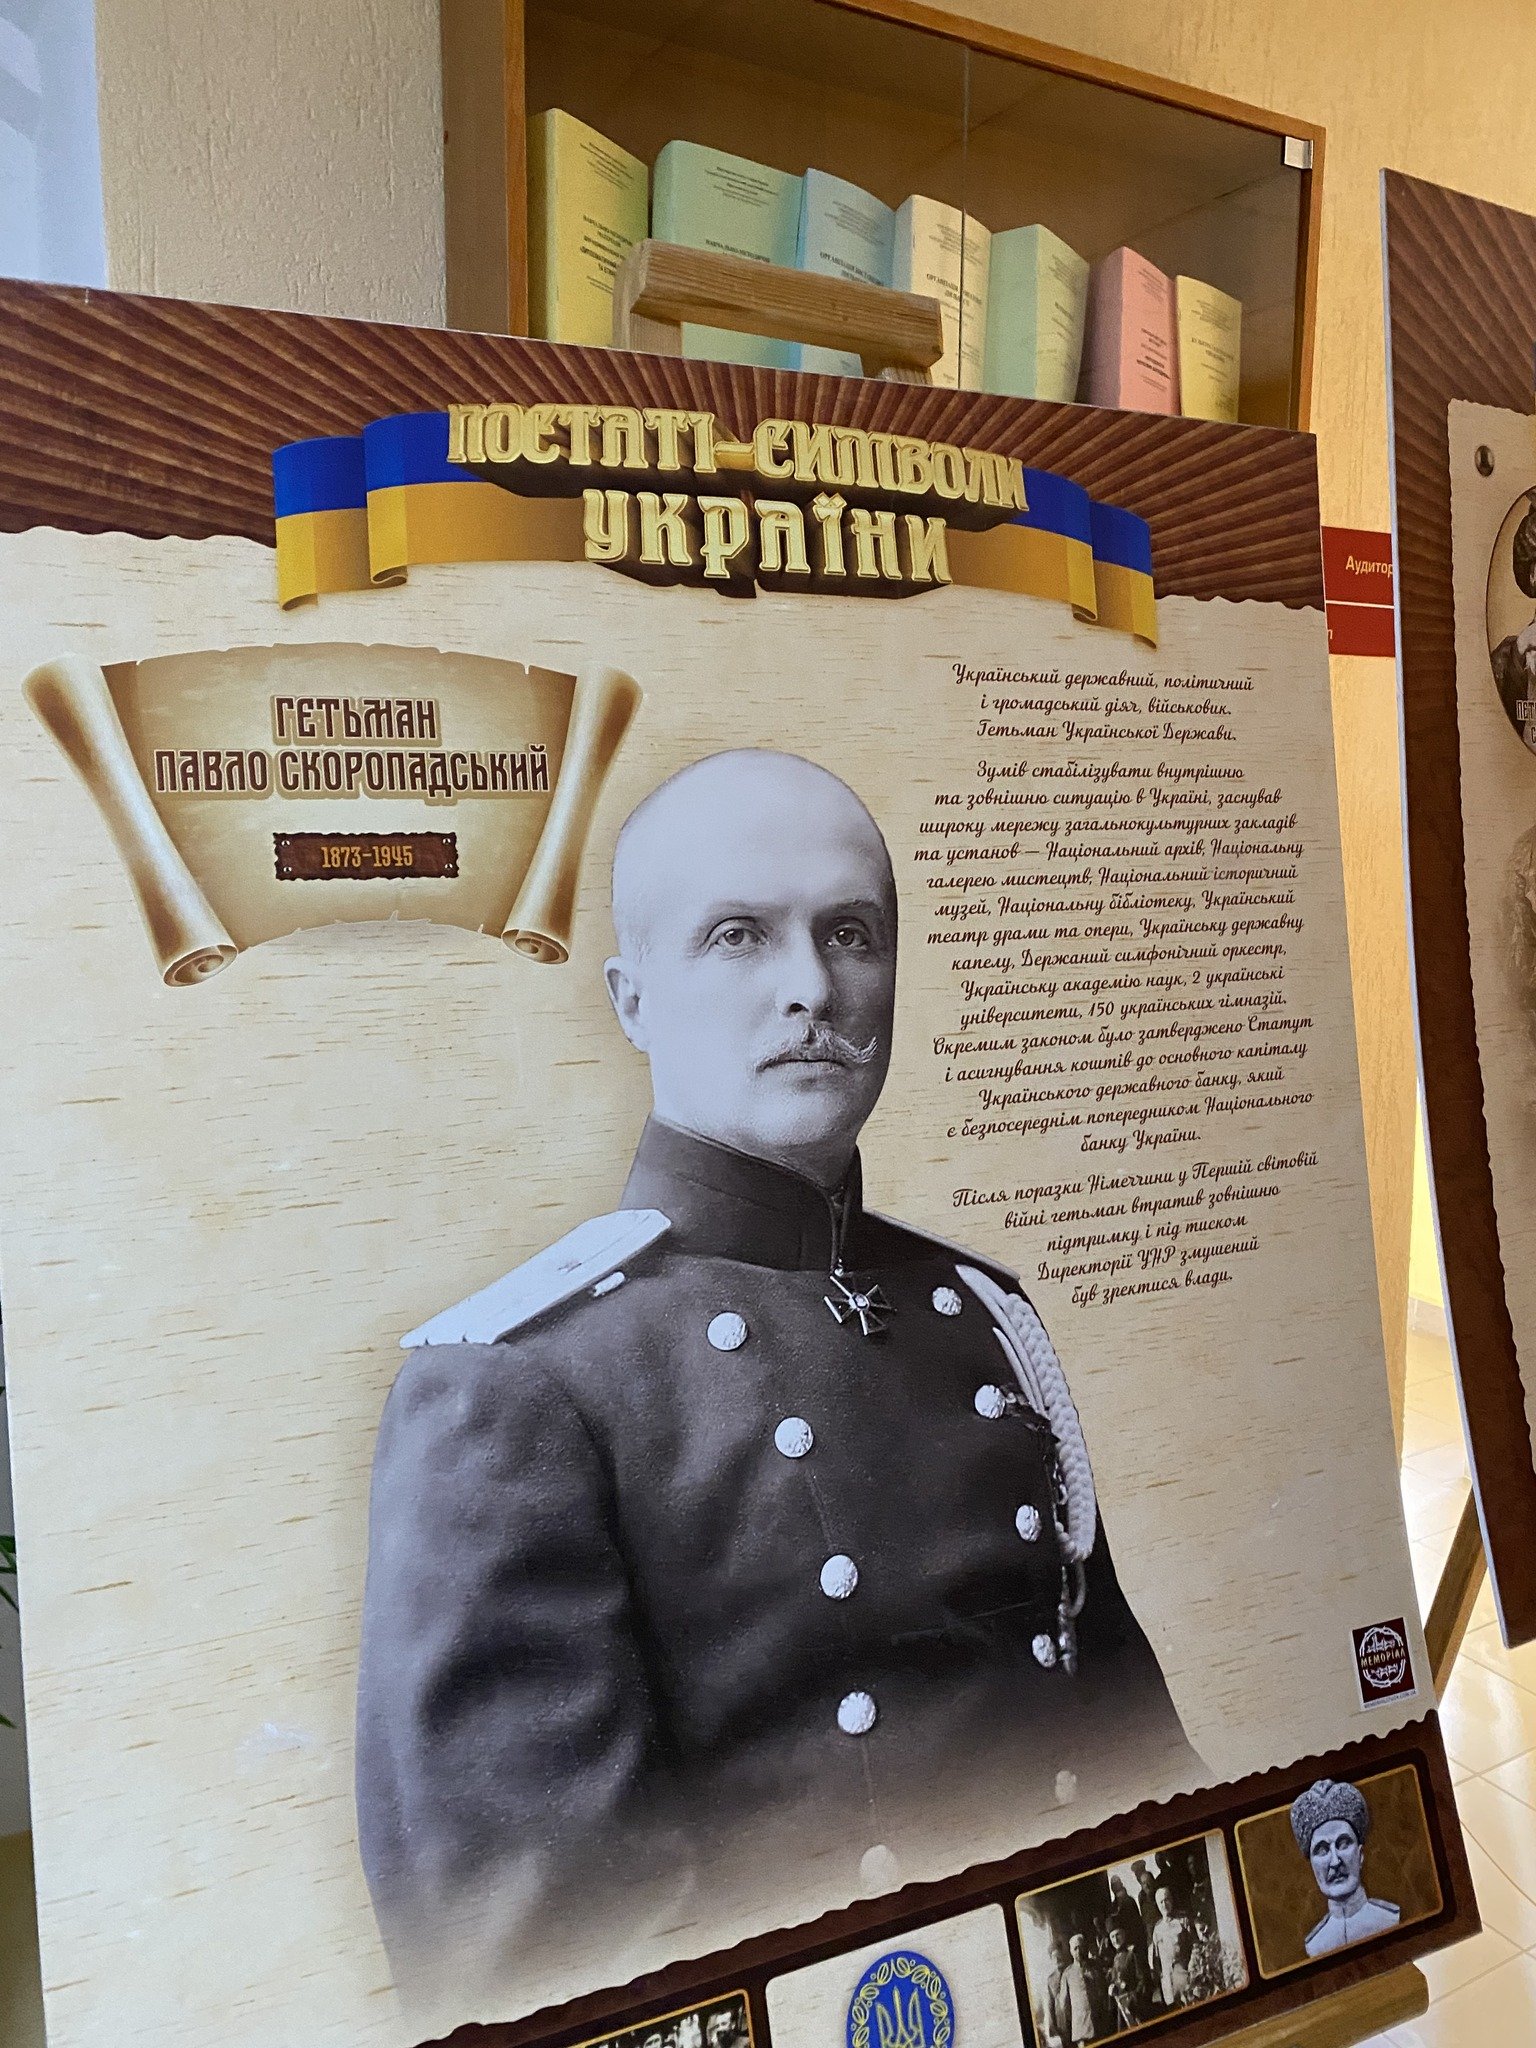 ПОСТАТІ-СИМВОЛИ
УКРАЇНИ
Аудитор
ГЕТЬМАН
ПАВЛО СКОРОПАДСЬКИЙ
1873-1945
Український державний, політичний
і громадський діяч, військовик.
Гетьман Української Держави.
Зумів стабілізувати внутрішню
та зовнішню ситуацію в Україні, заснував
широку мережу загальнокультурних закладів
та установ — Національний архів, Національну
галерею мистецтв, Національний історичний
музей, Національну бібліотеку, Український
театр драми та опери, Українську державну
капелу, Держаний симфонічний оркестр,
Українську академію наук, 2 українські
університети, 150 українських гімназій.
Окремим законом було затверджено Статут
і асигнування коштів до основного капіталу
Українського державного банку, який
є безпосереднім попередником Національного
банку України.
Після поразки Німеччини у Першій світовій
війні гетьман втратив зовнішню
підтримку і під тиском
Директорії УНР змушений
був зректися влади.
МЕМОРІАЛ